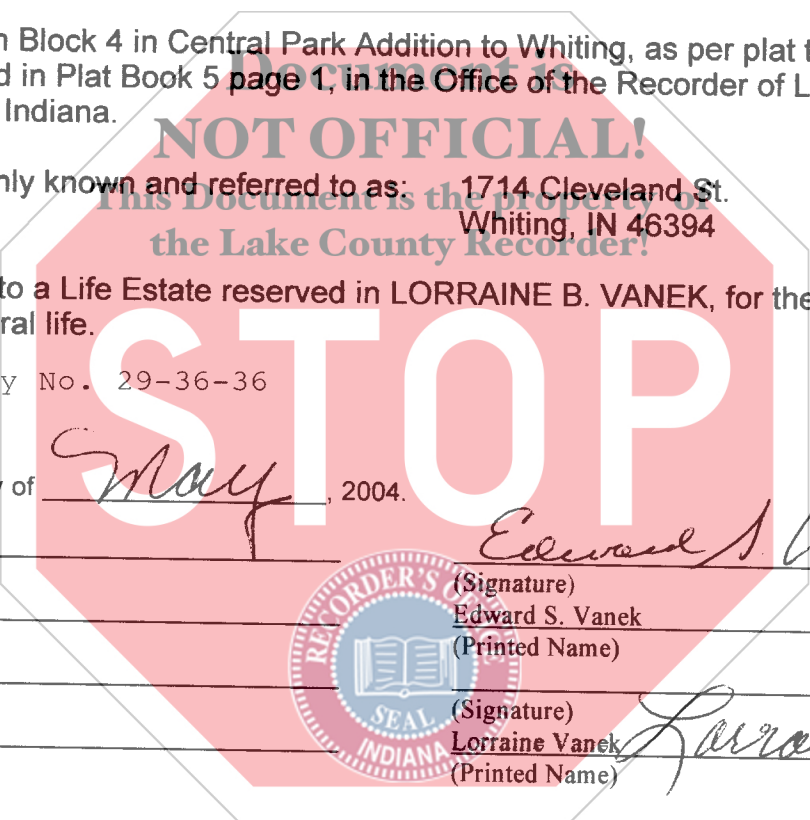 n Block 4 in Central Park Addition to Whiting, as per plat t
Document is
d in Plat Book 5 page 1, in the Office of the Recorder of L
Indiana.
NOT OFFICIAL!
nly known and referred to as: 1714 Cleveland St.
This Document is the property of
Whiting, IN 46394
the Lake County Recorder!
to a Life Estate reserved in LORRAINE B. VANEK, for the
ral life.
STOP
y No. 29-36-36
y of May, 2004.
Edward S. V
(Signature)
Edward S. Vanek
(Printed Name)
RECORDER'S OFFICE
SEAL
INDIANA
(Signature)
Lorraine Vanek Lorra
(Printed Name)